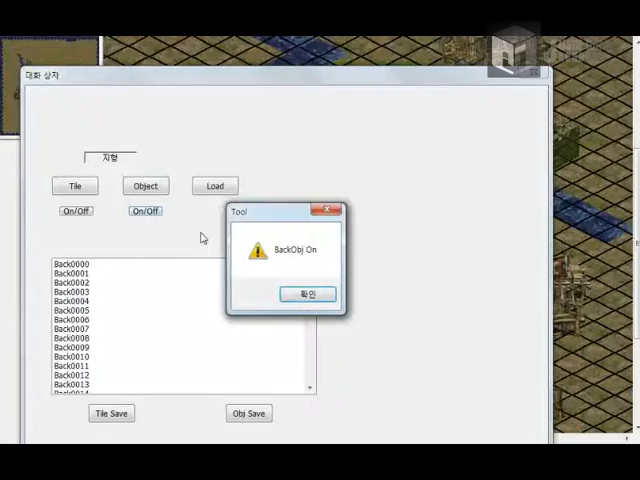 대화 상자
지형
Tile Object Load
On/Off On/Off
Tool
BackObj On
확인
Back0000
Back0001
Back0002
Back0003
Back0004
Back0005
Back0006
Back0007
Back0008
Back0009
Back0010
Back0011
Back0012
Back0013
Back0014
Tile Save Obj Save